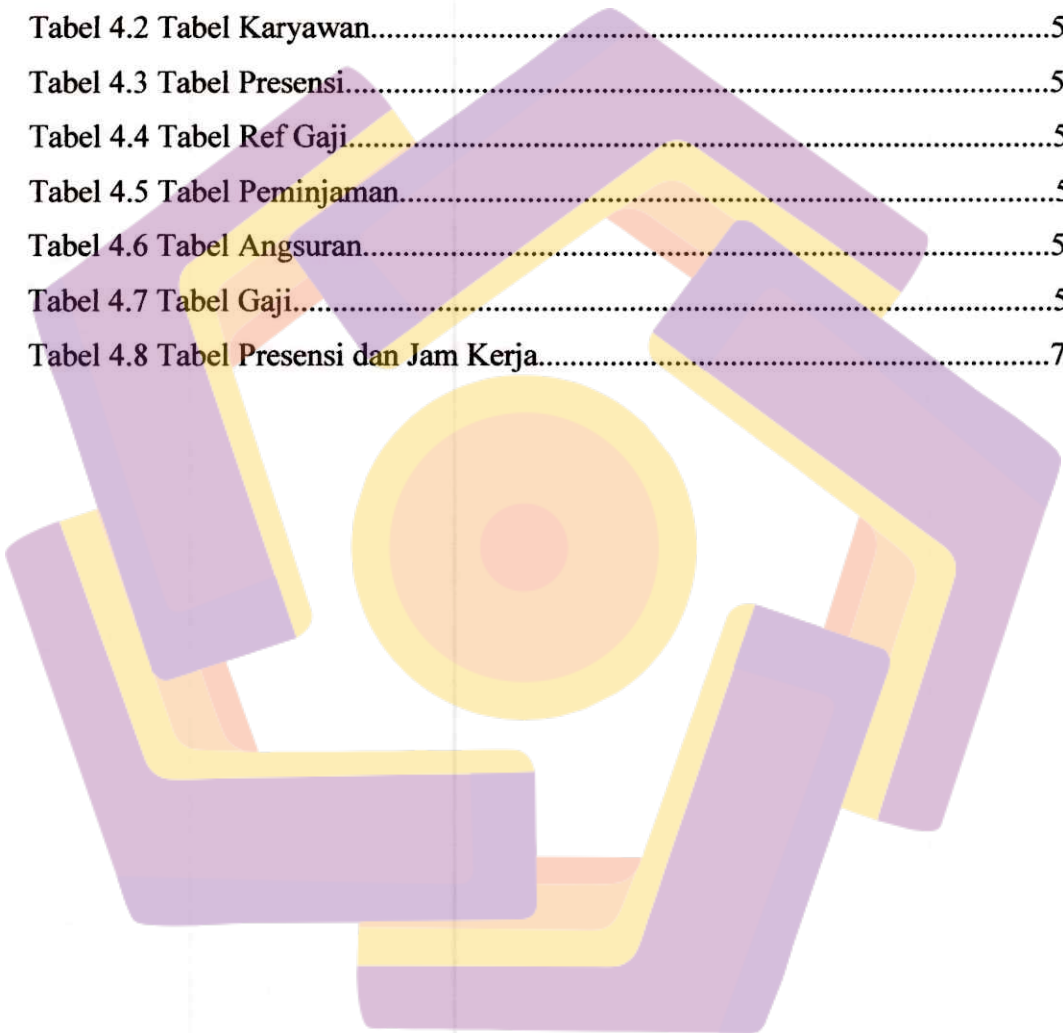 Tabel 4.2 Tabel Karyawan....................................................................................................5
Tabel 4.3 Tabel Presensi........................................................................................................5
Tabel 4.4 Tabel Ref Gaji........................................................................................................5
Tabel 4.5 Tabel Peminjaman................................................................................................5
Tabel 4.6 Tabel Angsuran.....................................................................................................5
Tabel 4.7 Tabel Gaji...............................................................................................................5
Tabel 4.8 Tabel Presensi dan Jam Kerja............................................................................7